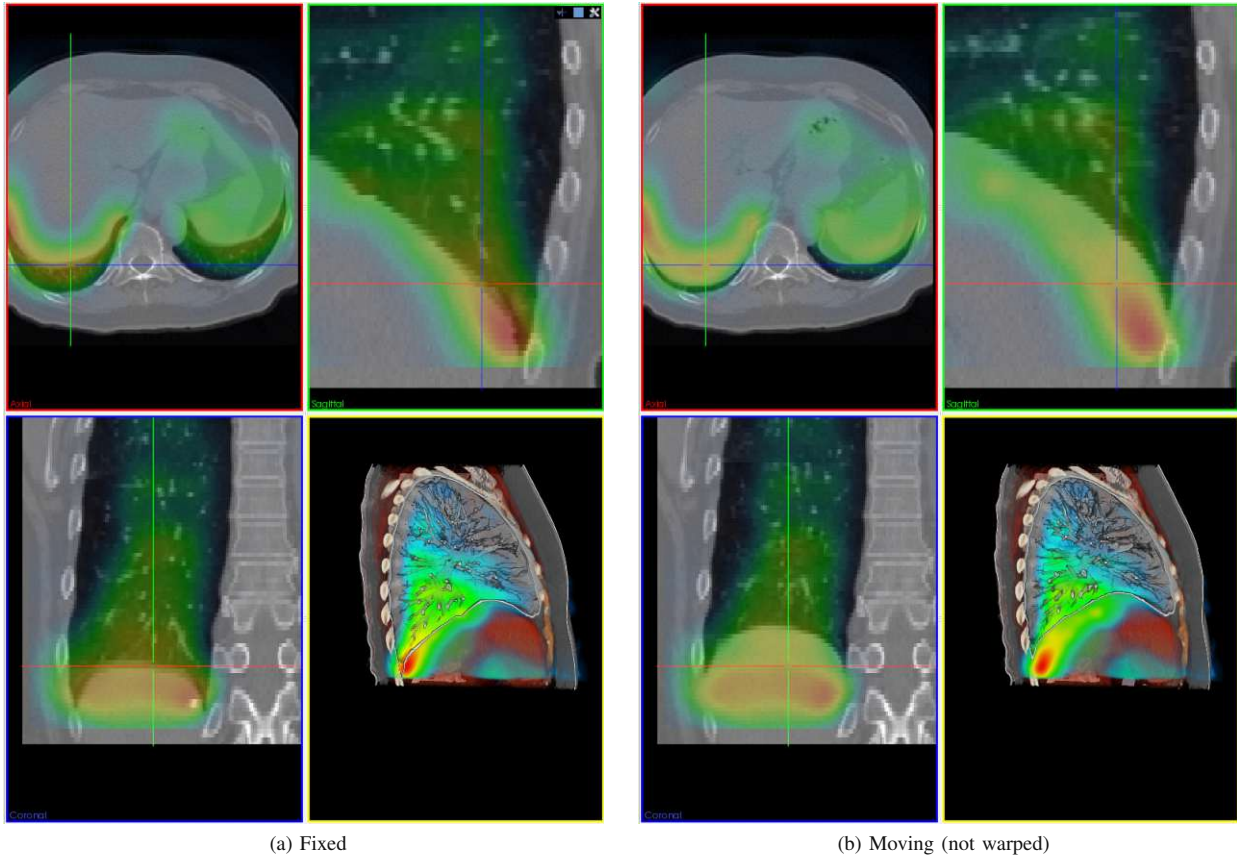 Axial
Sagittal
Axial
Sagittal
Coronal
Coronal
(a) Fixed
(b) Moving (not warped)